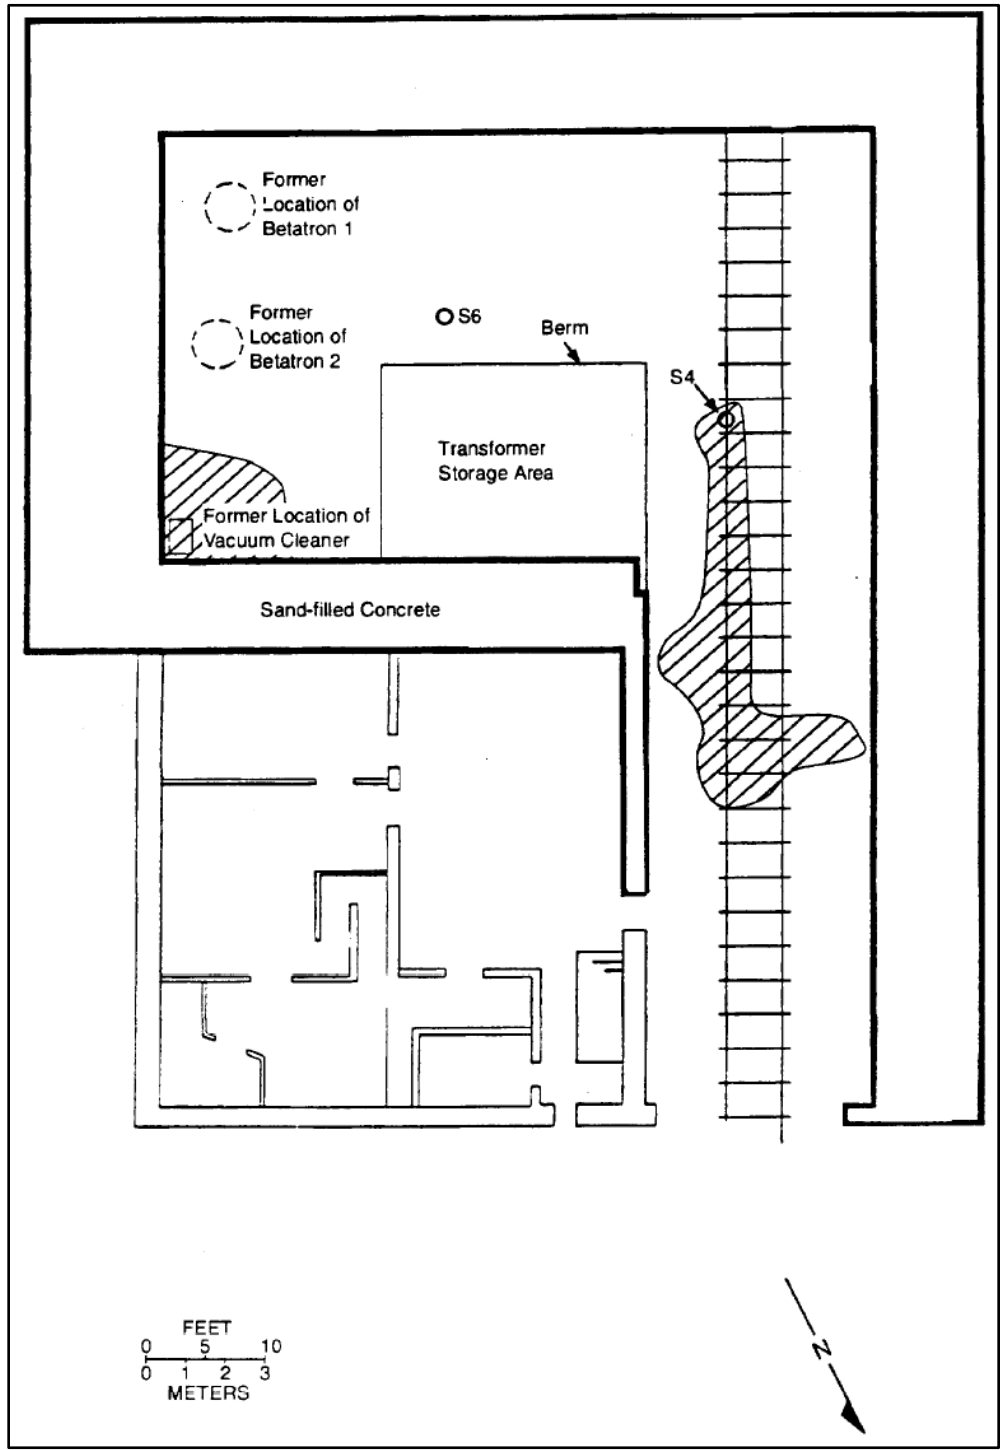 Former
Location of
Betatron 1
Former
Location of
Betatron 2
S6
Berm
S4
Transformer
Storage Area
Former Location of
Vacuum Cleaner
Sand-filled Concrete
FEET
0 5 10
0 1 2 3
METERS
N